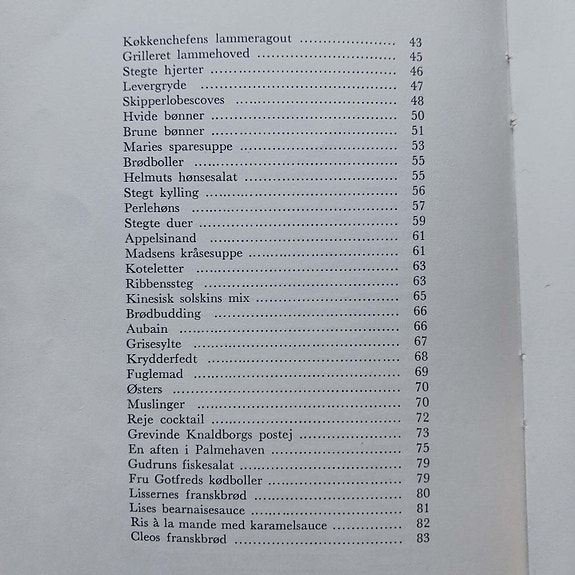 Køkkenchefens lammeragout ........................ 43
Grilleret lammehoved ........................ 45
Stegte hjerter ........................ 46
Levergryde ........................ 47
Skipperlobescoves ........................ 48
Hvide bønner ........................ 50
Brune bønner ........................ 51
Maries sparesuppe ........................ 53
Brødboller ........................ 55
Helmuts hønsesalat ........................ 55
Stegt kylling ........................ 56
Perlehøns ........................ 57
Stegte duer ........................ 59
Appelsinand ........................ 61
Madsens kråsesuppe ........................ 61
Koteletter ........................ 63
Ribbenssteg ........................ 63
Kinesisk solskins mix ........................ 65
Brødbudding ........................ 66
Aubain ........................ 66
Grisesylte ........................ 67
Krydderfedt ........................ 68
Fuglemad ........................ 69
Østers ........................ 70
Muslinger ........................ 70
Reje cocktail ........................ 72
Grevinde Knaldborgs postej ........................ 73
En aften i Palmehaven ........................ 75
Gudruns fiskesalat ........................ 79
Fru Gotfreds kødboller ........................ 79
Lissernes franskbrød ........................ 80
Lises bearnaisesauce ........................ 81
Ris à la mande med karamelsauce ........................ 82
Cleos franskbrød ........................ 83